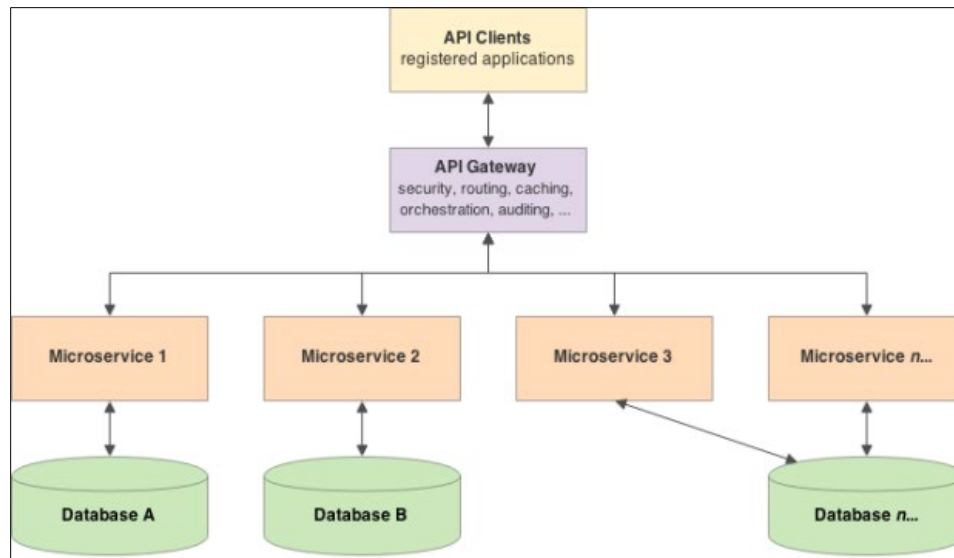 API Clients
registered applications
API Gateway
security, routing, caching,
orchestration, auditing, ...
Microservice 1
Microservice 2
Microservice 3
Microservice n...
Database A
Database B
Database n...